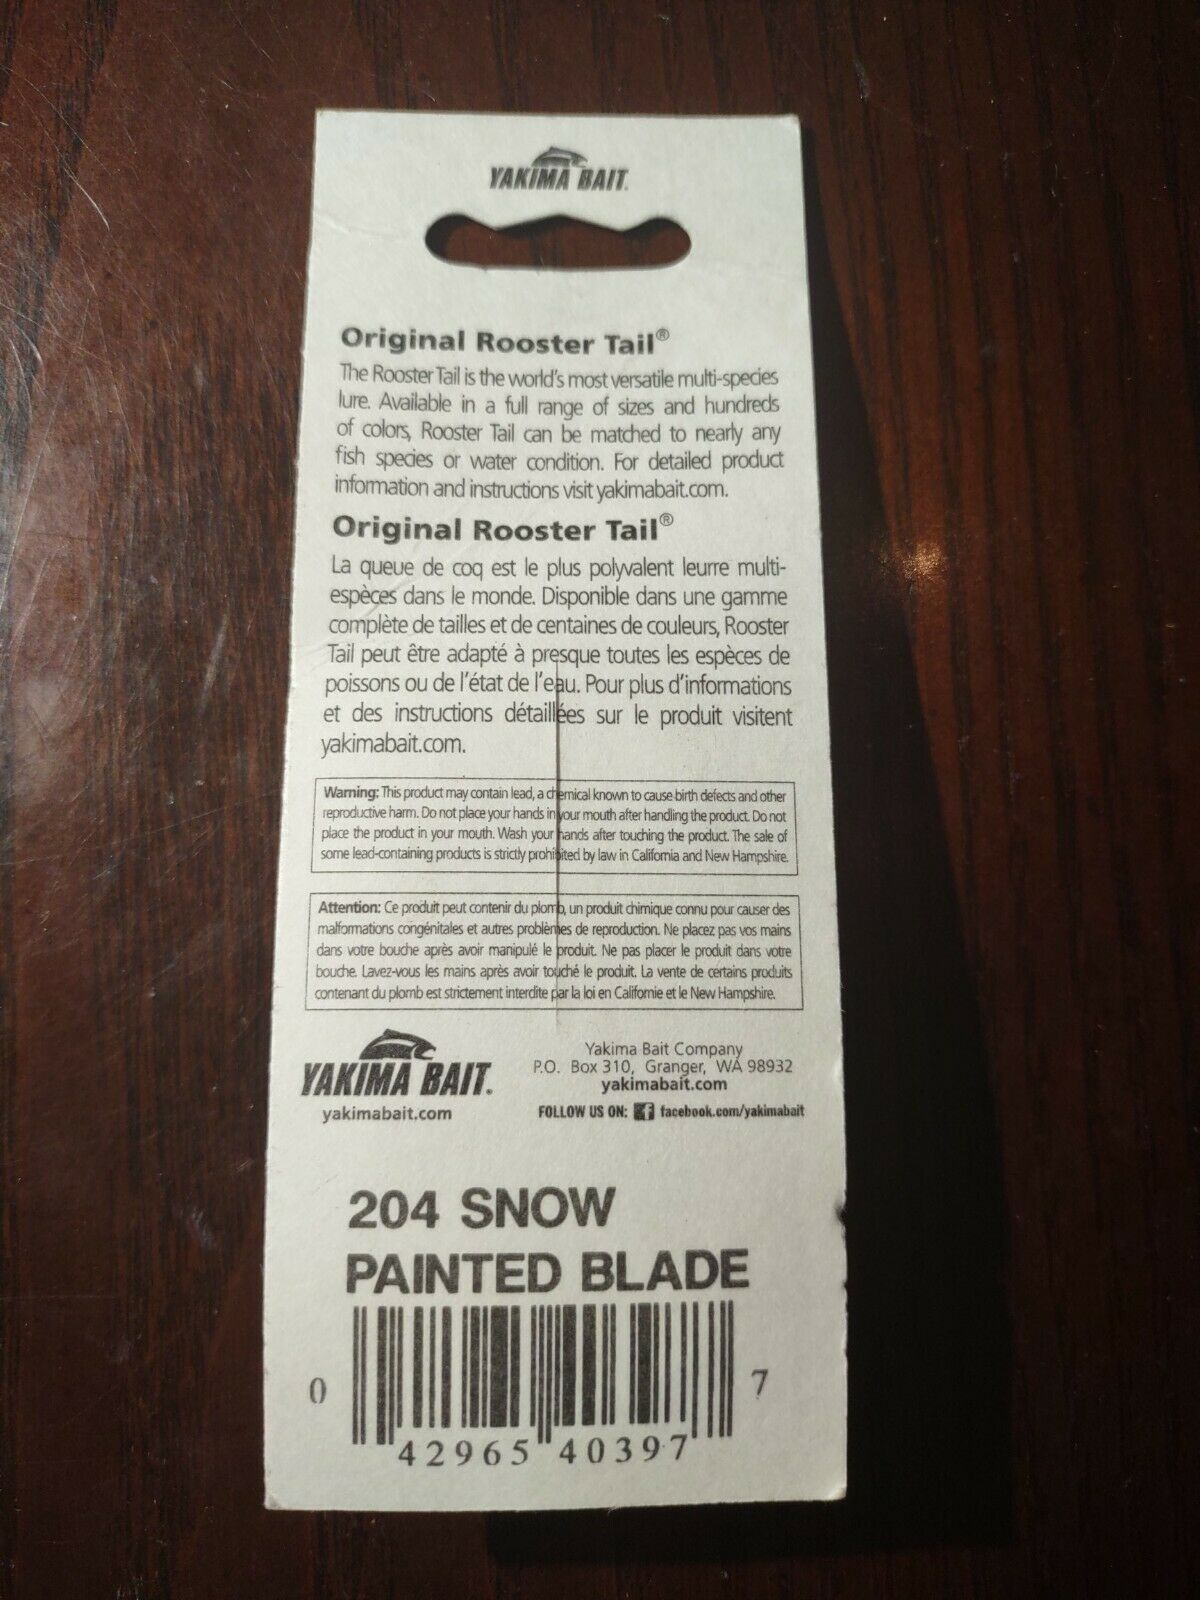 YAKIMA BAIT.
Original Rooster Tail®
The Rooster Tail is the world's most versatile multi-species
lure. Available in a full range of sizes and hundreds
of colors, Rooster Tail can be matched to nearly any
fish species or water condition. For detailed product
information and instructions visit yakimabait.com.
Original Rooster Tail®
La queue de coq est le plus polyvalent leurre multi-
espèces dans le monde. Disponible dans une gamme
complète de tailles et de centaines de couleurs, Rooster
Tail peut être adapté à presque toutes les espèces de
poissons ou de l'état de l'eau. Pour plus d'informations
et des instructions détaillées sur le produit visitent
yakimabait.com.
Warning: This product may contain lead, a chemical known to cause birth defects and other
reproductive harm. Do not place your hands in your mouth after handling the product. Do not
place the product in your mouth. Wash your hands after touching the product. The sale of
some lead-containing products is strictly prohibited by law in California and New Hampshire.
Attention: Ce produit peut contenir du plomb, un produit chimique connu pour causer des
malformations congénitales et autres problèmes de reproduction. Ne placez pas vos mains
dans votre bouche après avoir manipulé le produit. Ne pas placer le produit dans votre
bouche. Lavez-vous les mains après avoir touché le produit. La vente de certains produits
contenant du plomb est strictement interdite par la loi en Californie et le New Hampshire.
YAKIMA BAIT.
yakimabait.com
Yakima Bait Company
P.O. Box 310, Granger, WA 98932
yakimabait.com
FOLLOW US ON: f facebook.com/yakimabait
204 SNOW
PAINTED BLADE
0 42965 40397 7